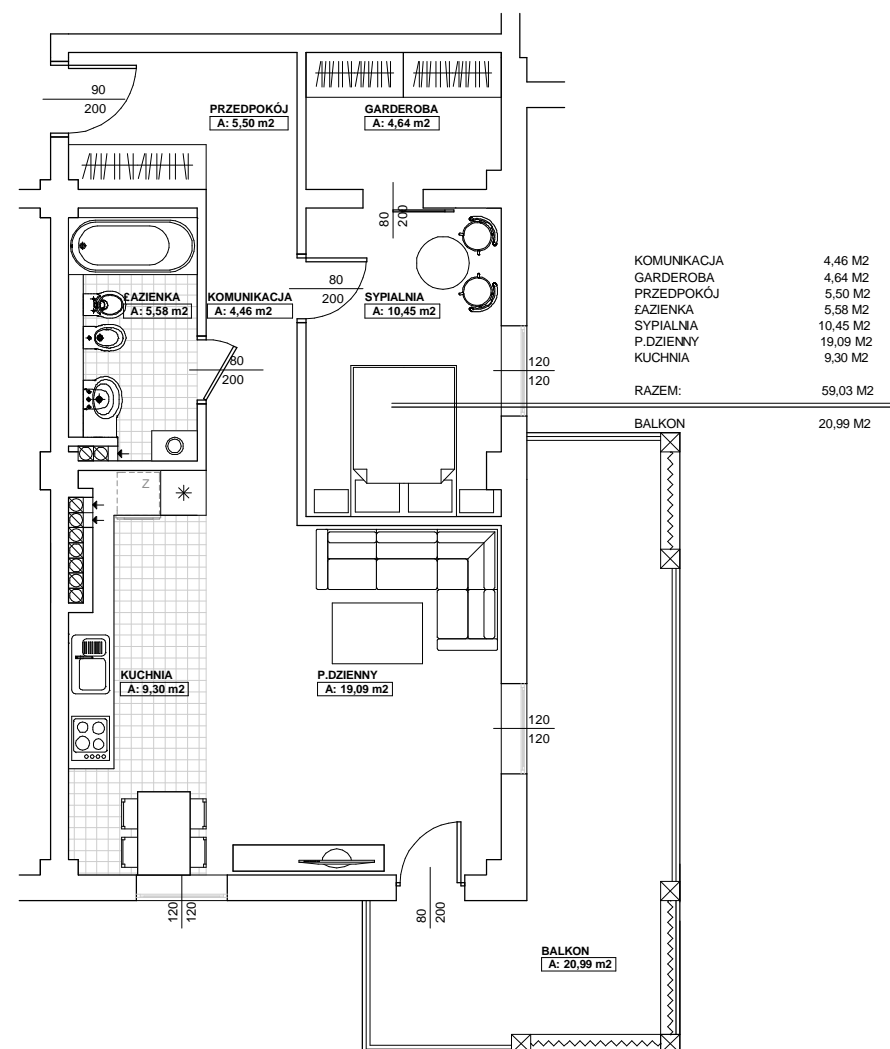 90
200
PRZEDPOKÓJ
A: 5,50 m2
GARDEROBA
A: 4,64 m2
80
200
80
200
ŁAZIENKA
A: 5,58 m2
KOMUNIKACJA
A: 4,46 m2
SYPIALNIA
A: 10,45 m2
80
200
120
120
KOMUNIKACJA 4,46 M2
GARDEROBA 4,64 M2
PRZEDPOKÓJ 5,50 M2
£AZIENKA 5,58 M2
SYPIALNIA 10,45 M2
P.DZIENNY 19,09 M2
KUCHNIA 9,30 M2
RAZEM: 59,03 M2
BALKON 20,99 M2
Z
KUCHNIA
A: 9,30 m2
P.DZIENNY
A: 19,09 m2
120
120
120
120
80
200
BALKON
A: 20,99 m2